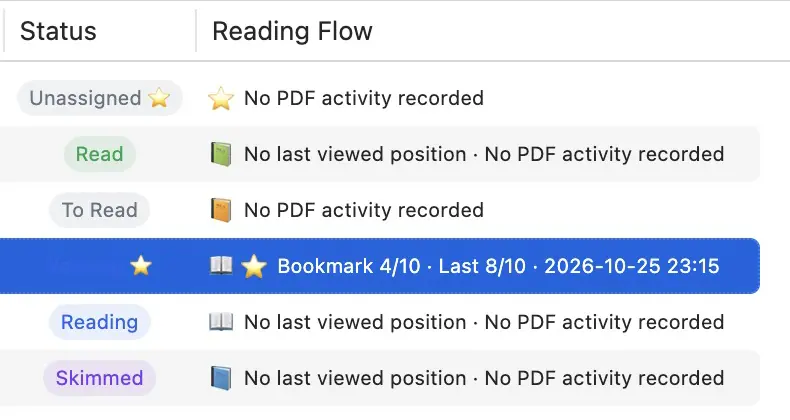 Status Reading Flow
Unassigned ⭐ ⭐ No PDF activity recorded
Read 📗 No last viewed position · No PDF activity recorded
To Read 📙 No PDF activity recorded
⭐ 📖 ⭐ Bookmark 4/10 · Last 8/10 · 2026-10-25 23:15
Reading 📖 No last viewed position · No PDF activity recorded
Skimmed 📘 No last viewed position · No PDF activity recorded